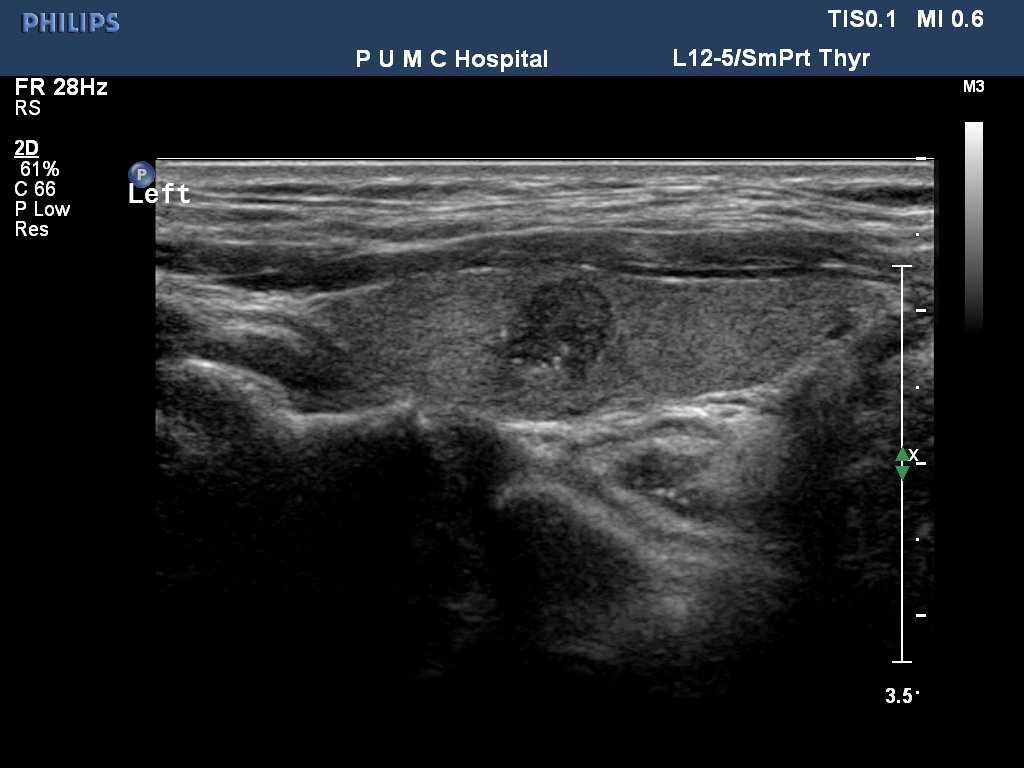 PHILIPS
TIS0.1 MI 0.6
P U M C Hospital
L12-5/SmPrt Thyr
FR 28Hz
RS
M3
2D
61%
C 66
P Low
Res
P
Left
X
3.5